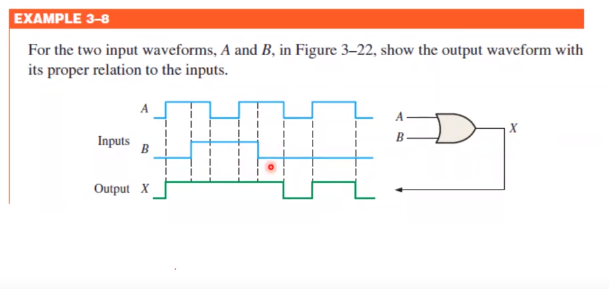 EXAMPLE 3–8
For the two input waveforms, A and B, in Figure 3–22, show the output waveform with
its proper relation to the inputs.
A
Inputs
B
Output X
A
B
X